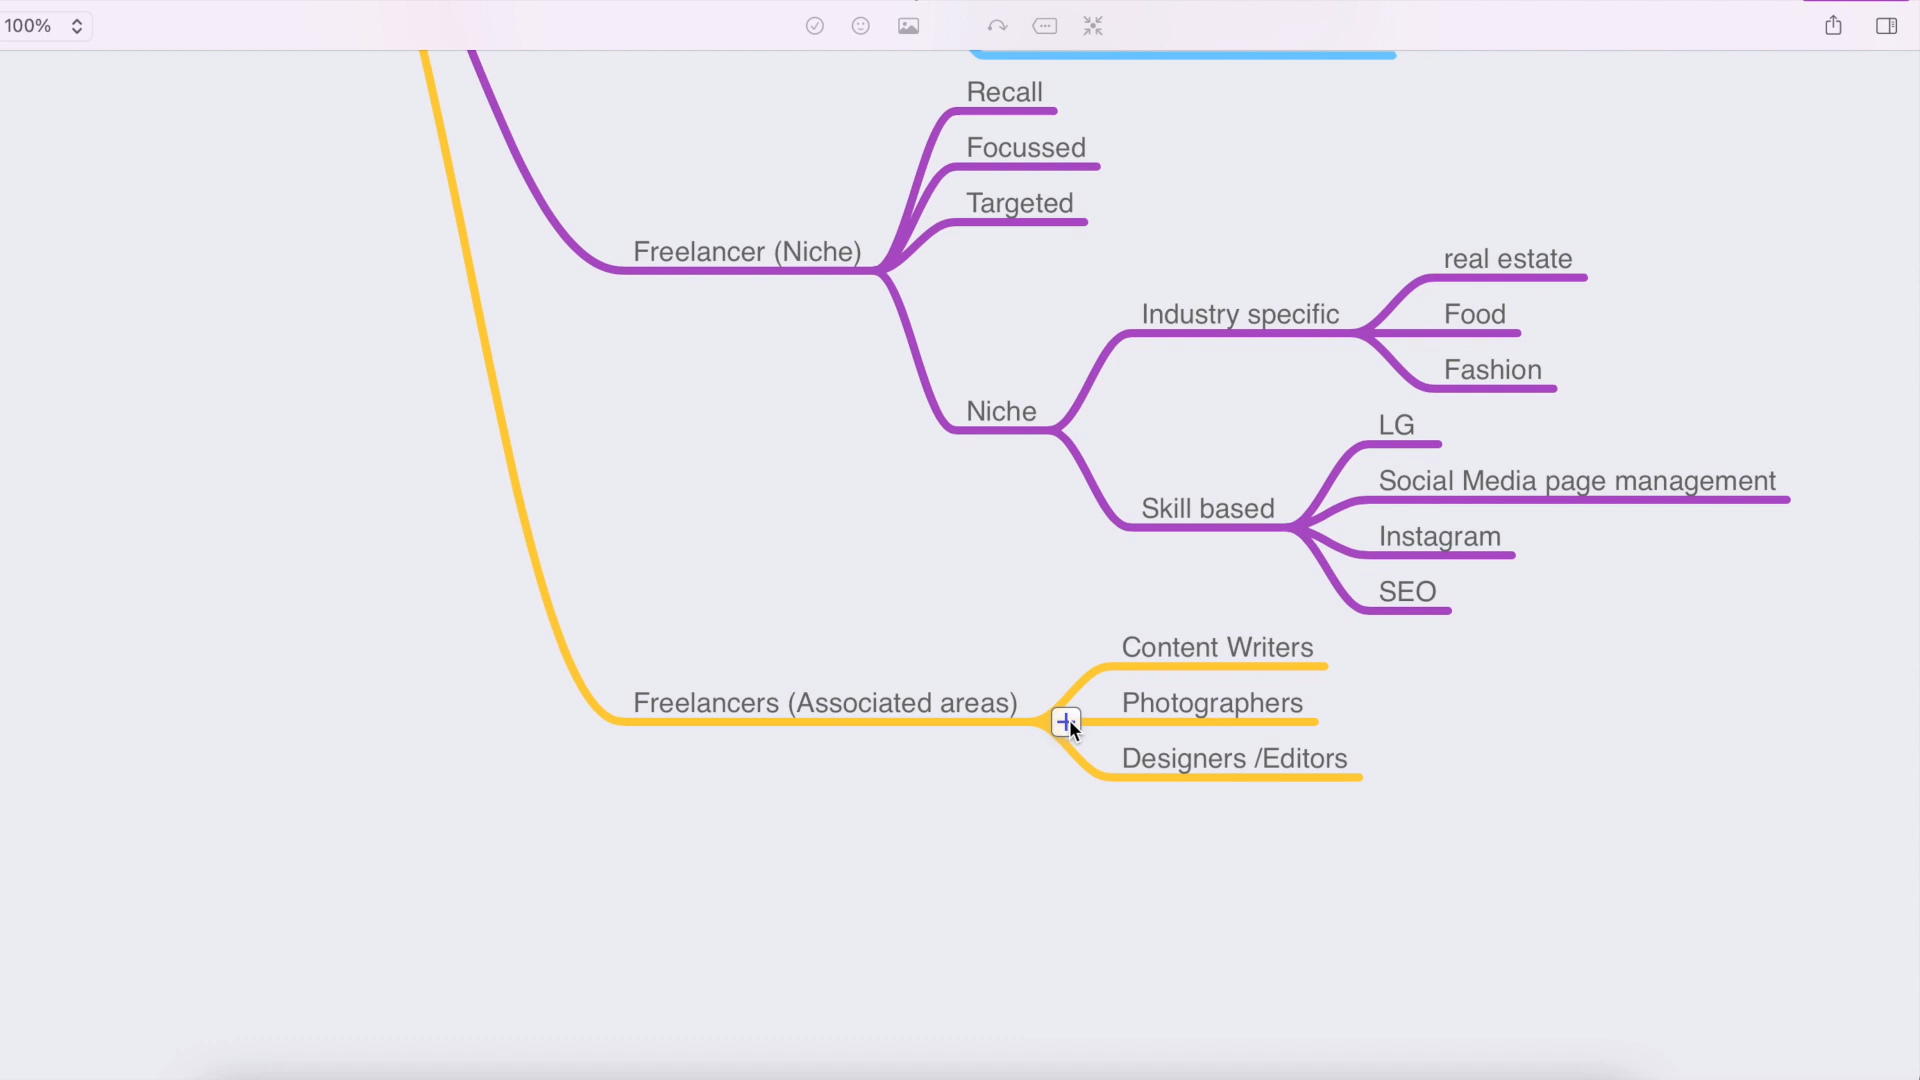 100%
Recall
Focussed
Targeted
Freelancer (Niche)
real estate
Industry specific
Food
Fashion
Niche
LG
Social Media page management
Skill based
Instagram
SEO
Content Writers
Freelancers (Associated areas)
Photographers
Designers /Editors